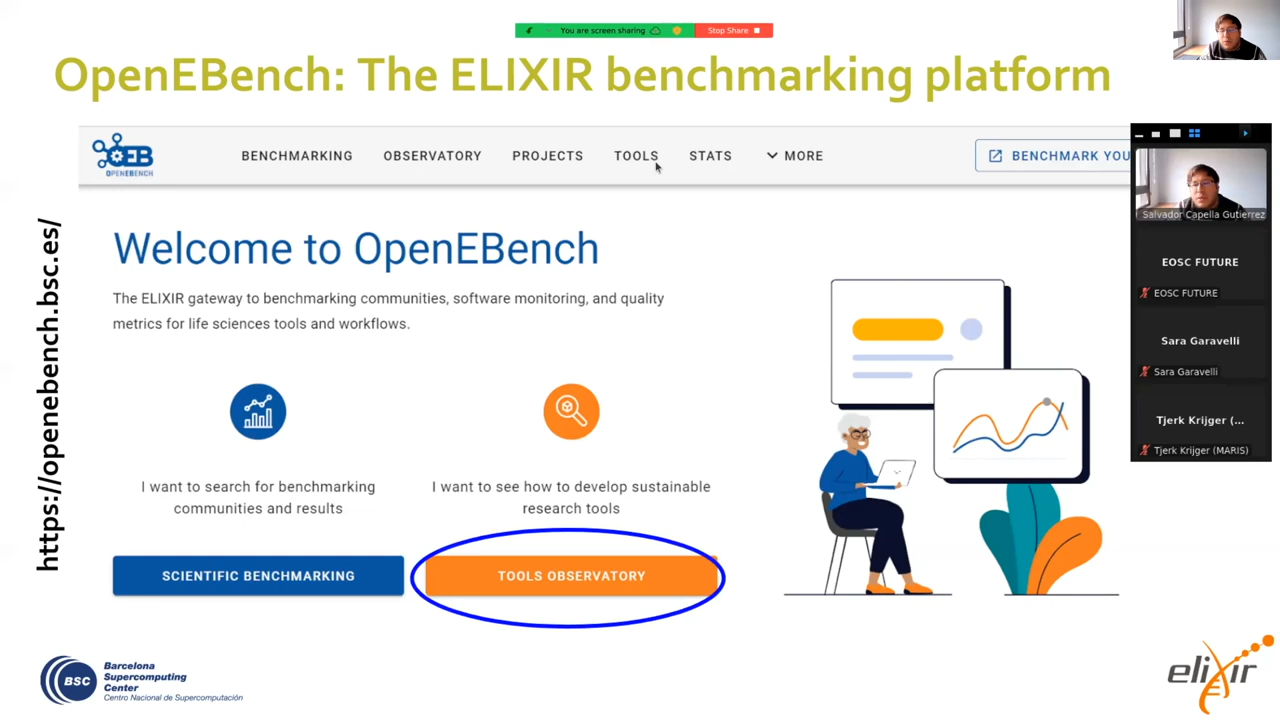 You are screen sharing
Stop Share
OpenEBench: The ELIXIR benchmarking platform
OEB
OPENEBENCH
BENCHMARKING
OBSERVATORY
PROJECTS
TOOLS
STATS
MORE
BENCHMARK YOU
https://openebench.bsc.es/
Welcome to OpenEBench
The ELIXIR gateway to benchmarking communities, software monitoring, and quality
metrics for life sciences tools and workflows.
I want to search for benchmarking
communities and results
SCIENTIFIC BENCHMARKING
I want to see how to develop sustainable
research tools
TOOLS OBSERVATORY
Salvador Capella Gutierrez
EOSC FUTURE
EOSC FUTURE
Sara Garavelli
Sara Garavelli
Tjerk Krijger (...
Tjerk Krijger (MARIS)
BSC
Barcelona
Supercomputing
Center
Centro Nacional de Supercomputación
elixir